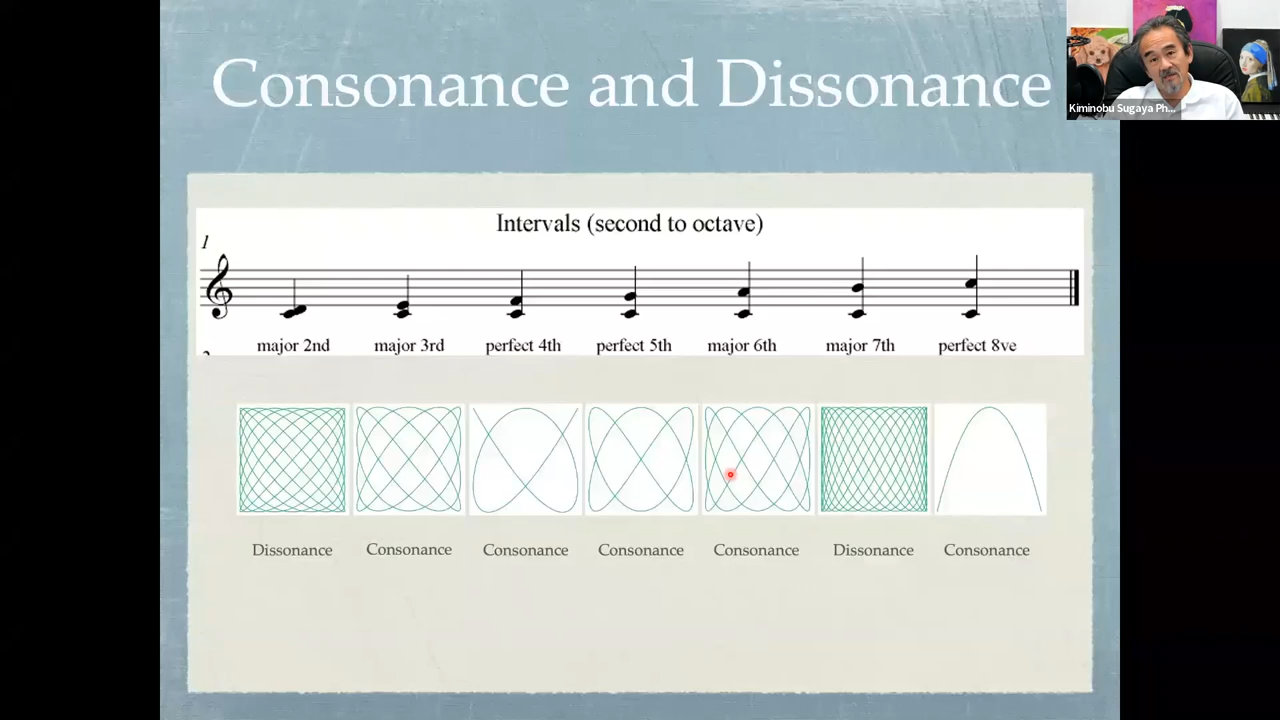 Consonance and Dissonance
Kiminobu Sugaya Ph...
Intervals (second to octave)
1
major 2nd major 3rd perfect 4th perfect 5th major 6th major 7th perfect 8ve
Dissonance Consonance Consonance Consonance Consonance Dissonance Consonance